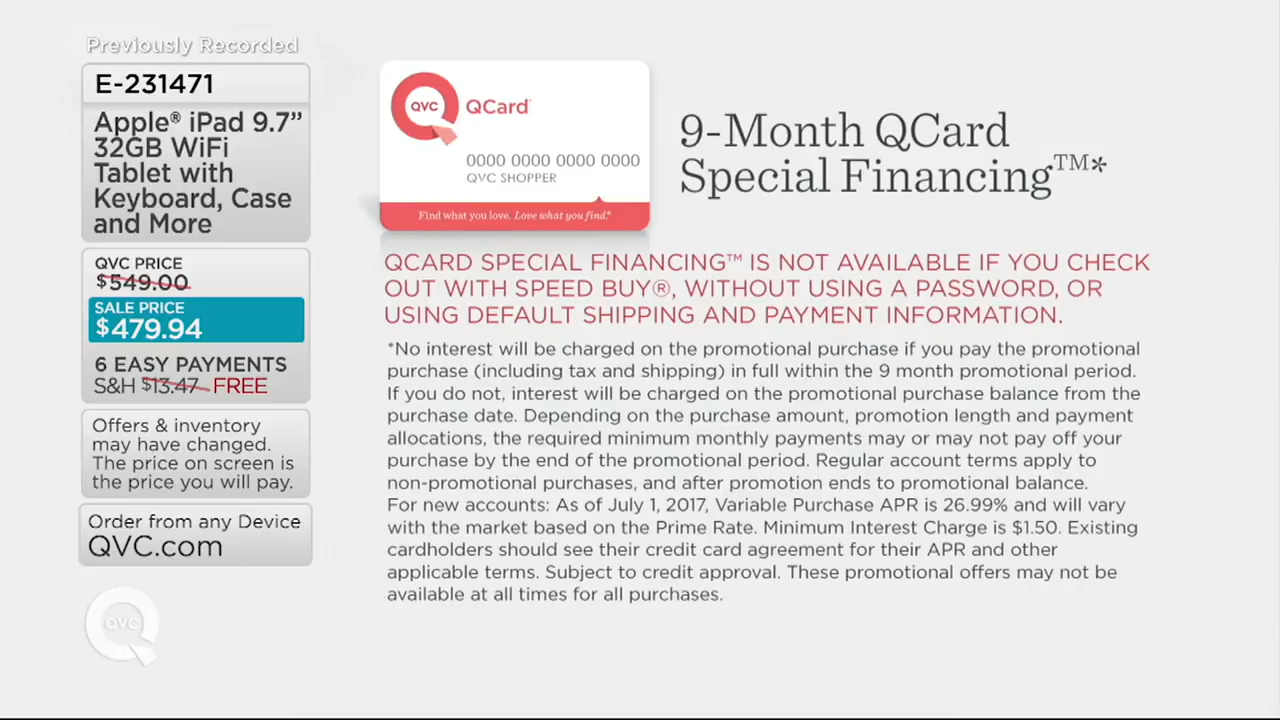 Previously Recorded
E-231471
Apple® iPad 9.7”
32GB WiFi
Tablet with
Keyboard, Case
and More
QVC PRICE
$549.00
SALE PRICE
$479.94
6 EASY PAYMENTS
S&H $13.47 FREE
Offers & inventory
may have changed.
The price on screen is
the price you will pay.
Order from any Device
QVC.com
QVC
QVC QCard®
0000 0000 0000 0000
QVC SHOPPER
Find what you love. Love what you find.®
9-Month QCard
Special Financing™*
QCARD SPECIAL FINANCING™ IS NOT AVAILABLE IF YOU CHECK
OUT WITH SPEED BUY®, WITHOUT USING A PASSWORD, OR
USING DEFAULT SHIPPING AND PAYMENT INFORMATION.
*No interest will be charged on the promotional purchase if you pay the promotional
purchase (including tax and shipping) in full within the 9 month promotional period.
If you do not, interest will be charged on the promotional purchase balance from the
purchase date. Depending on the purchase amount, promotion length and payment
allocations, the required minimum monthly payments may or may not pay off your
purchase by the end of the promotional period. Regular account terms apply to
non-promotional purchases, and after promotion ends to promotional balance.
For new accounts: As of July 1, 2017, Variable Purchase APR is 26.99% and will vary
with the market based on the Prime Rate. Minimum Interest Charge is $1.50. Existing
cardholders should see their credit card agreement for their APR and other
applicable terms. Subject to credit approval. These promotional offers may not be
available at all times for all purchases.